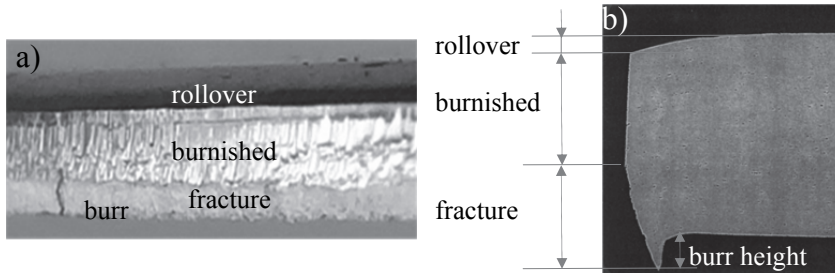 a)
rollover
burnished
fracture
burr
b)
rollover
burnished
fracture
burr height